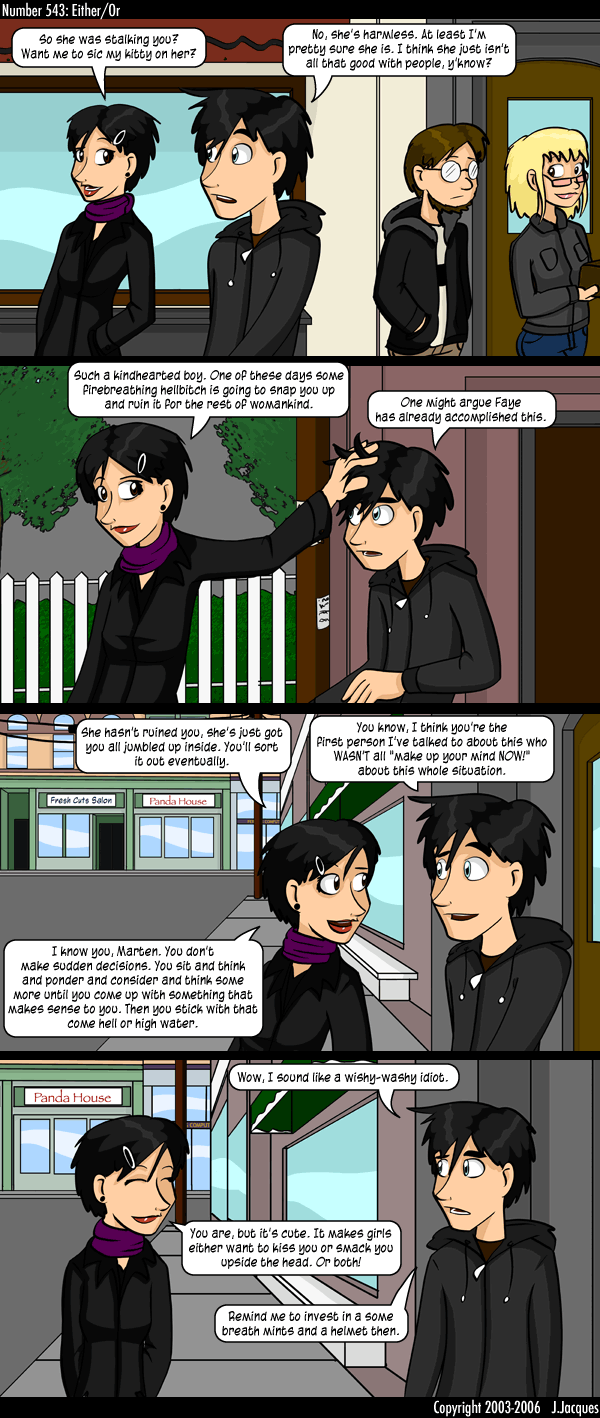 Number 543: Either/Or
So she was stalking you?
Want me to sic my kitty on her?
No, she's harmless. At least I'm
pretty sure she is. I think she just isn't
all that good with people, y'know?
Such a kindhearted boy. One of these days some
firebreathing hellbitch is going to snap you up
and ruin it for the rest of womankind.
One might argue Faye
has already accomplished this.
She hasn't ruined you, she's just got
you all jumbled up inside. You'll sort
it out eventually.
You know, I think you're the
first person I've talked to about this who
WASN'T all "make up your mind NOW!"
about this whole situation.
Fresh Cuts Salon
Panda House
I know you, Marten. You don't
make sudden decisions. You sit and think
and ponder and consider and think some
more until you come up with something that
makes sense to you. Then you stick with that
come hell or high water.
Wow, I sound like a wishy-washy idiot.
Panda House
You are, but it's cute. It makes girls
either want to kiss you or smack you
upside the head. Or both!
Remind me to invest in a some
breath mints and a helmet then.
Copyright 2003-2006 J.Jacques